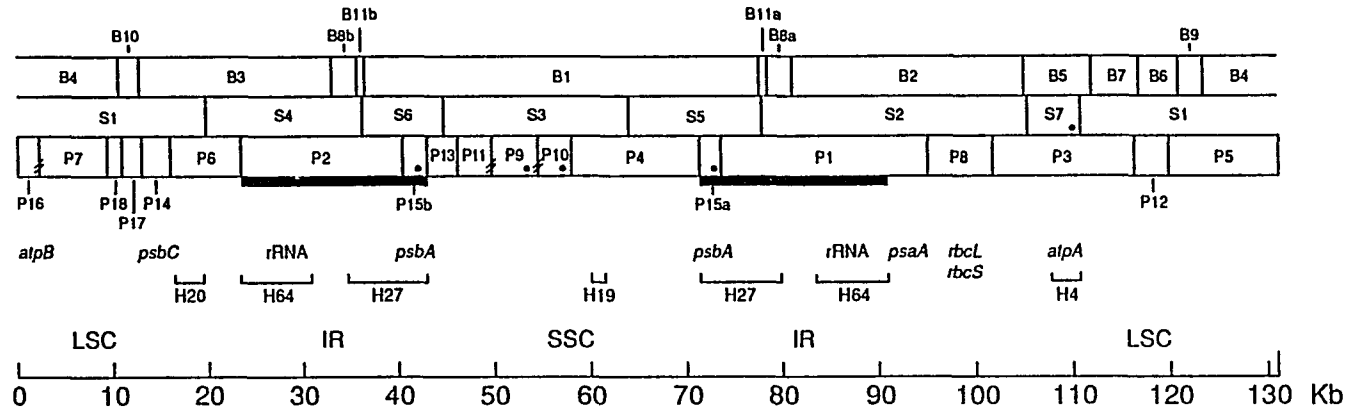 B11b B11a
B10 B8b B8a B9
B4 B3 B1 B2 B5 B7 B6 B4
S1 S4 S6 S3 S5 S2 S7 S1
P7 P6 P2 P13 P11 P9 P10 P4 P1 P8 P3 P5
P16 P18 P14 P15b P15a P12
P17
atpB psbC rRNA psbA psbA rRNA psaA rbcL atpA
rbcS
H20 H64 H27 H19 H27 H64 H4
LSC IR SSC IR LSC
0 10 20 30 40 50 60 70 80 90 100 110 120 130 Kb